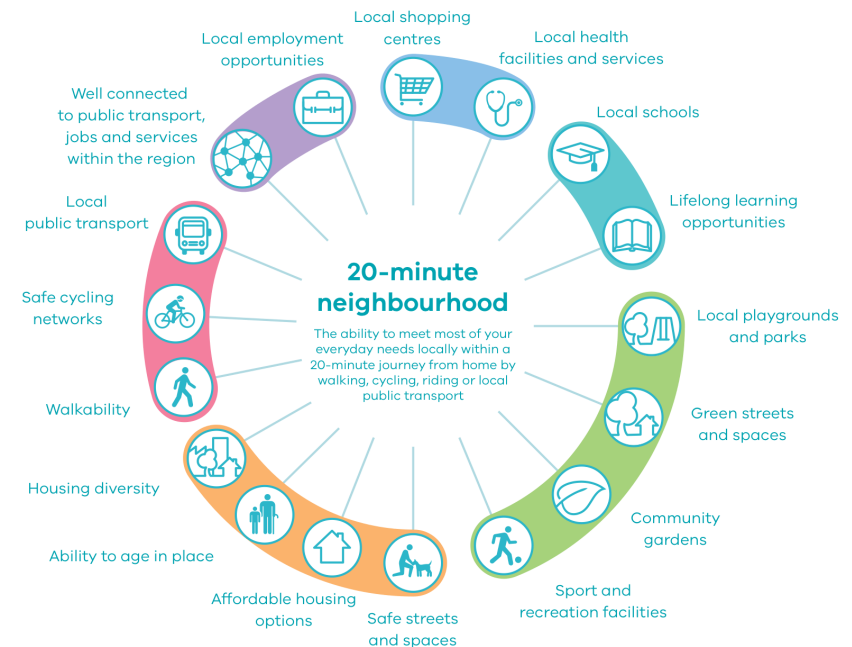 Local shopping
centres
Local health
facilities and services
Local schools
Lifelong learning
opportunities
Local playgrounds
and parks
Green streets
and spaces
Community
gardens
Sport and
recreation facilities
Safe streets
and spaces
Affordable housing
options
Ability to age in place
Housing diversity
Walkability
Safe cycling
networks
Local
public transport
Well connected
to public transport,
jobs and services
within the region
Local employment
opportunities
20-minute
neighbourhood
The ability to meet most of your
everyday needs locally within a
20-minute journey from home by
walking, cycling, riding or local
public transport